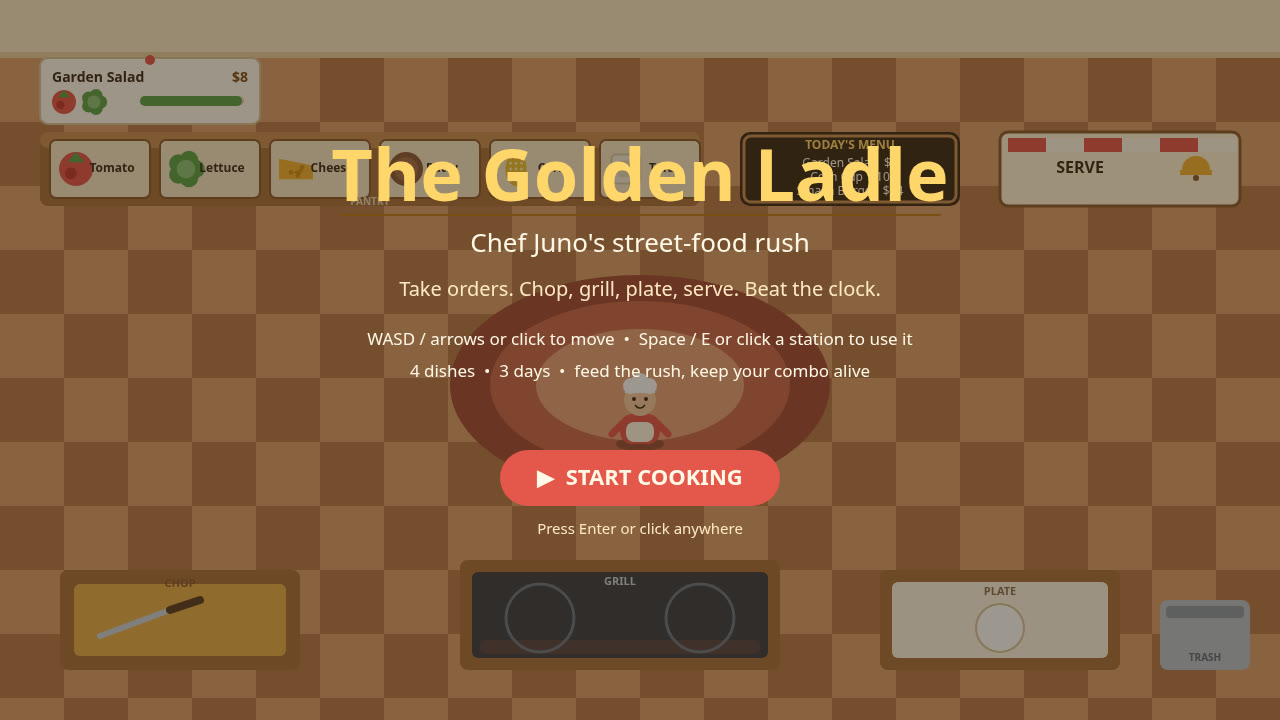 Garden Salad $8
Tomato
Lettuce
PANTRY
TODAY'S MENU
SERVE
The Golden Ladle
Chef Juno's street-food rush
Take orders. Chop, grill, plate, serve. Beat the clock.
WASD / arrows or click to move • Space / E or click a station to use it
4 dishes • 3 days • feed the rush, keep your combo alive
▶ START COOKING
Press Enter or click anywhere
CHOP
GRILL
PLATE
TRASH